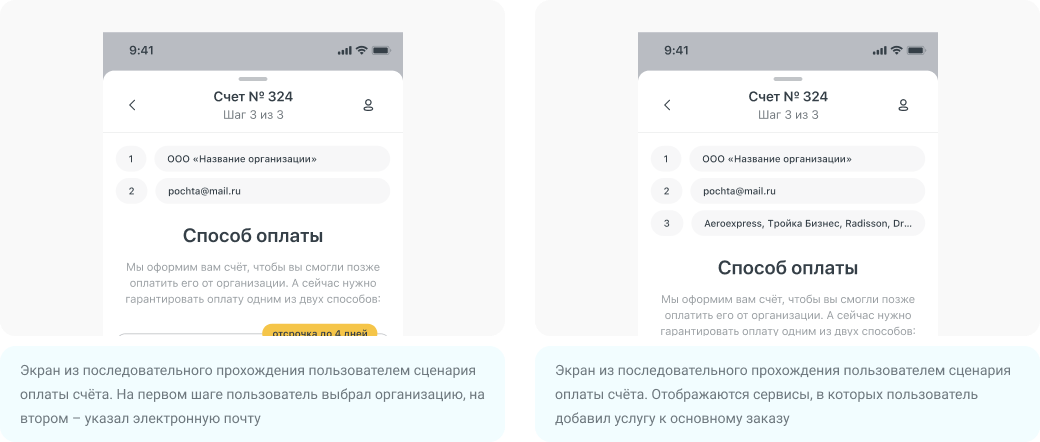 9:41
Счет № 324
Шаг 3 из 3
1
ООО «Название организации»
2
pochta@mail.ru
Способ оплаты
Мы оформим вам счёт, чтобы вы смогли позже
оплатить его от организации. А сейчас нужно
гарантировать оплату одним из двух способов:
отсрочка до 4 дней
Экран из последовательного прохождения пользователем сценария
оплаты счёта. На первом шаге пользователь выбрал организацию, на
втором – указал электронную почту
9:41
Счет № 324
Шаг 3 из 3
1
ООО «Название организации»
2
pochta@mail.ru
3
Aeroexpress, Тройка Бизнес, Radisson, Dr...
Способ оплаты
Мы оформим вам счёт, чтобы вы смогли позже
оплатить его от организации. А сейчас нужно
гарантировать оплату одним из двух способов:
Экран из последовательного прохождения пользователем сценария
оплаты счёта. Отображаются сервисы, в которых пользователь
добавил услугу к основному заказу